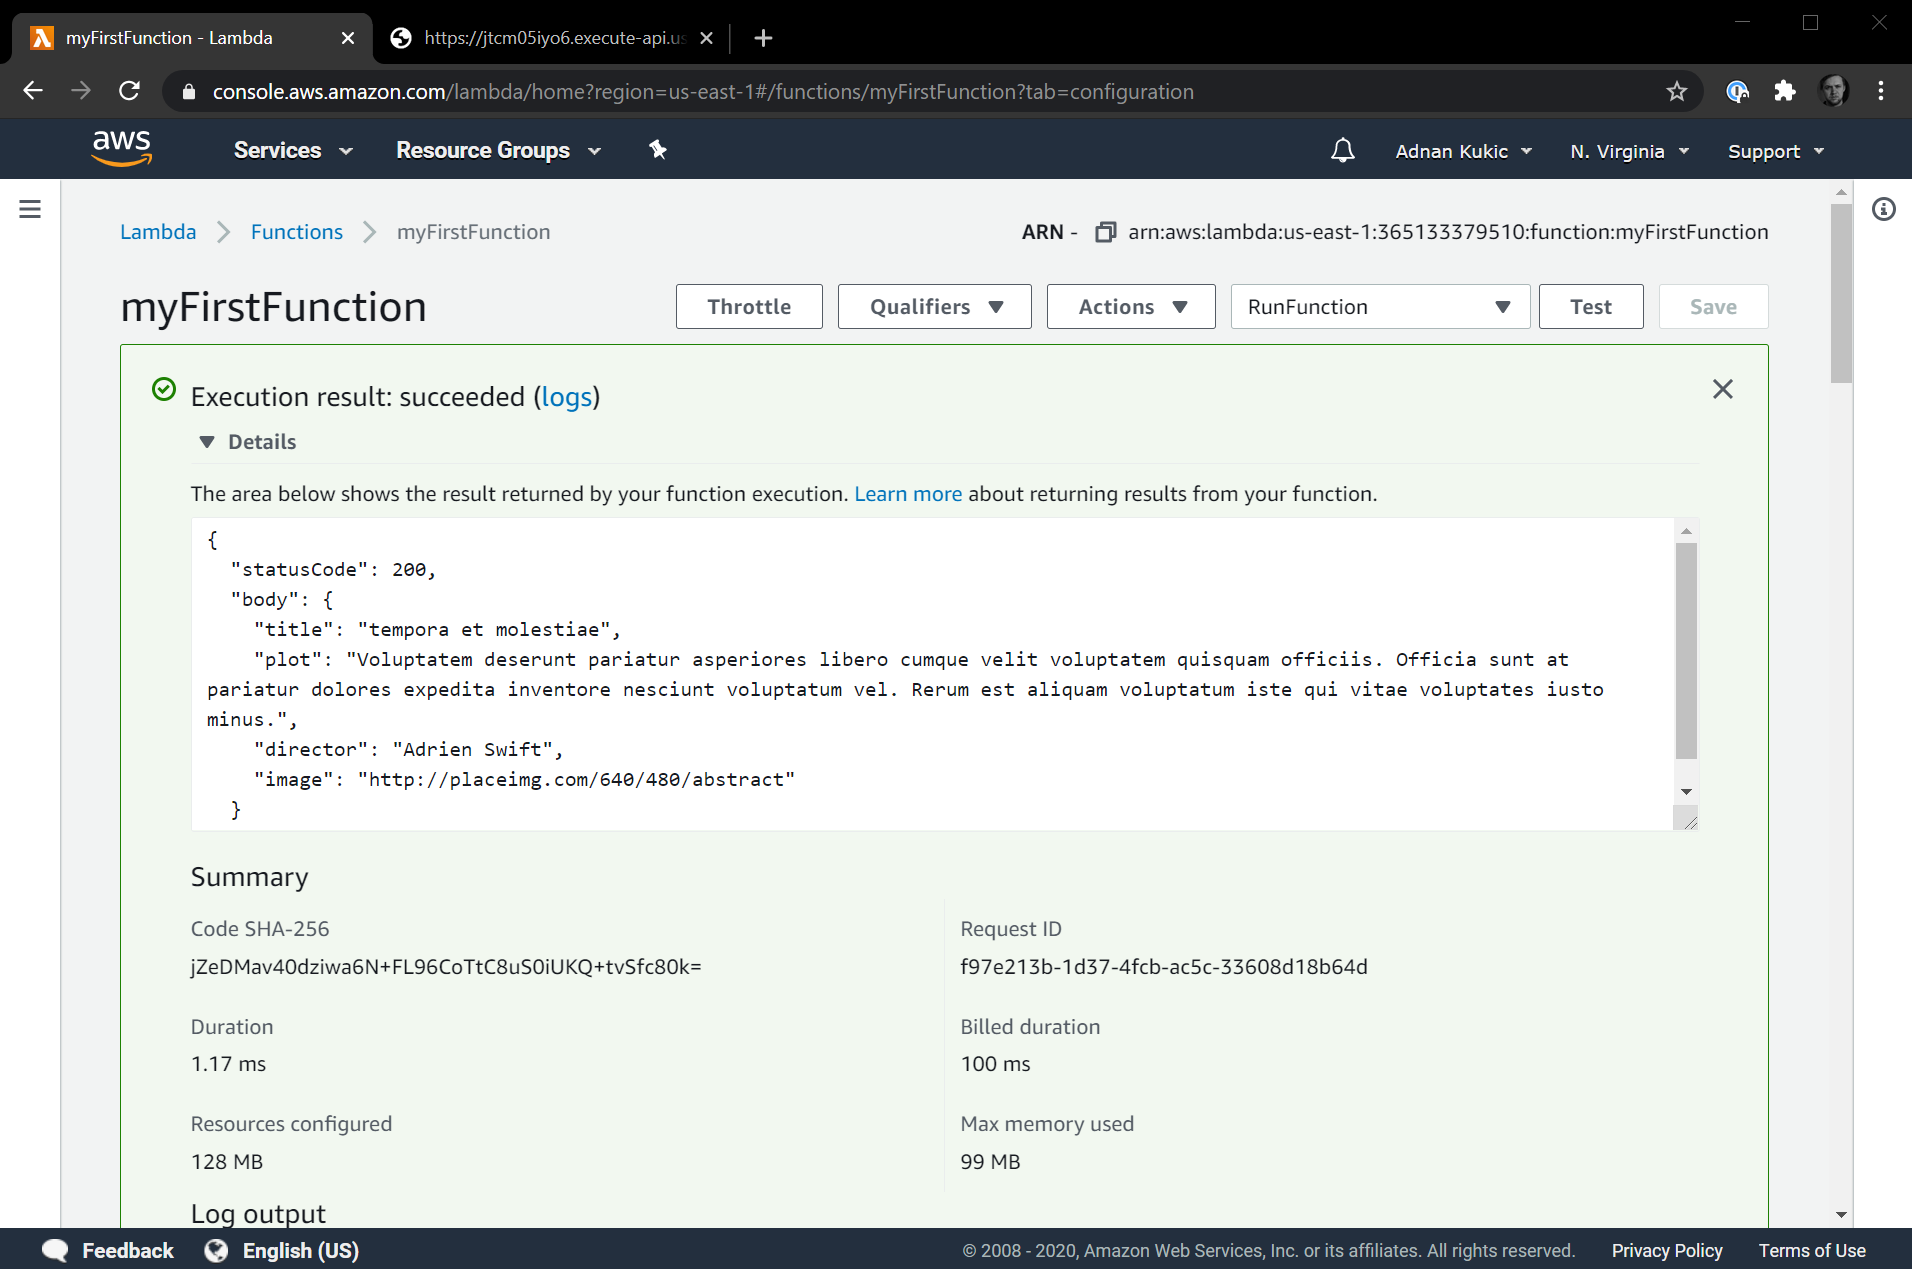 myFirstFunction - Lambda
https://jtcm05iyo6.execute-api.us
console.aws.amazon.com/lambda/home?region=us-east-1#/functions/myFirstFunction?tab=configuration
aws Services Resource Groups Adnan Kukic N. Virginia Support
Lambda Functions myFirstFunction ARN - arn:aws:lambda:us-east-1:365133379510:function:myFirstFunction
myFirstFunction Throttle Qualifiers Actions RunFunction Test Save
Execution result: succeeded (logs)
Details
The area below shows the result returned by your function execution. Learn more about returning results from your function.
{
"statusCode": 200,
"body": {
"title": "tempora et molestiae",
"plot": "Voluptatem deserunt pariatur asperiores libero cumque velit voluptatem quisquam officiis. Officia sunt at
pariatur dolores expedita inventore nesciunt voluptatum vel. Rerum est aliquam voluptatum iste qui vitae voluptates iusto
minus.",
"director": "Adrien Swift",
"image": "http://placeimg.com/640/480/abstract"
}
Summary
Code SHA-256
jZeDMav40dziwa6N+FL96CoTtC8uS0iUKQ+tvSfc80k=
Request ID
f97e213b-1d37-4fcb-ac5c-33608d18b64d
Duration
1.17 ms
Billed duration
100 ms
Resources configured
128 MB
Max memory used
99 MB
Log output
Feedback English (US) © 2008 - 2020, Amazon Web Services, Inc. or its affiliates. All rights reserved. Privacy Policy Terms of Use